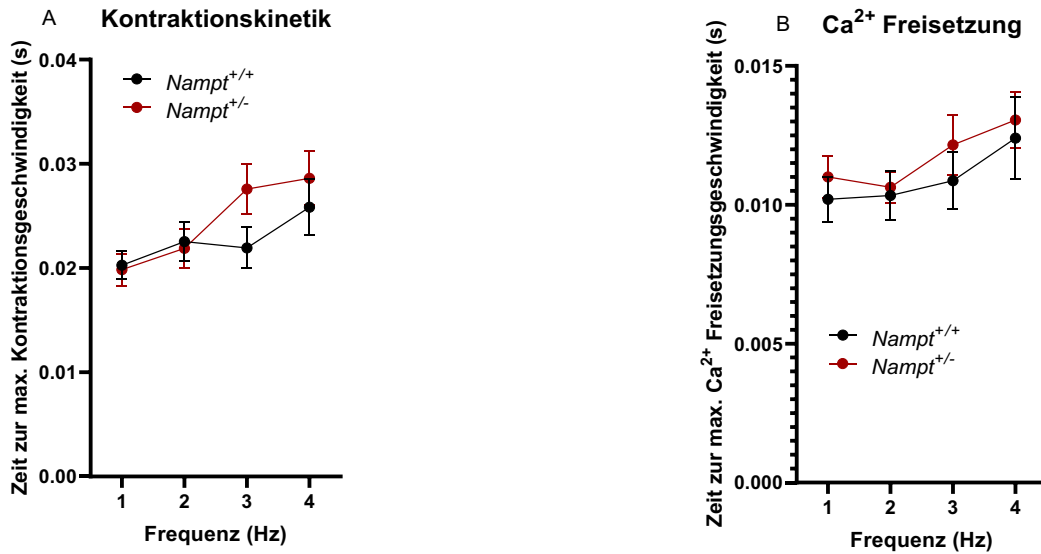 A
Kontraktionskinetik
Zeit zur max. Kontraktionsgeschwindigkeit (s)
0.04
0.03
0.02
0.01
0.00
Nampt+/+
Nampt+/-
1 2 3 4
Frequenz (Hz)
B
Ca2+ Freisetzung
Zeit zur max. Ca2+ Freisetzungsgeschwindigkeit (s)
0.015
0.010
0.005
0.000
Nampt+/+
Nampt+/-
1 2 3 4
Frequenz (Hz)